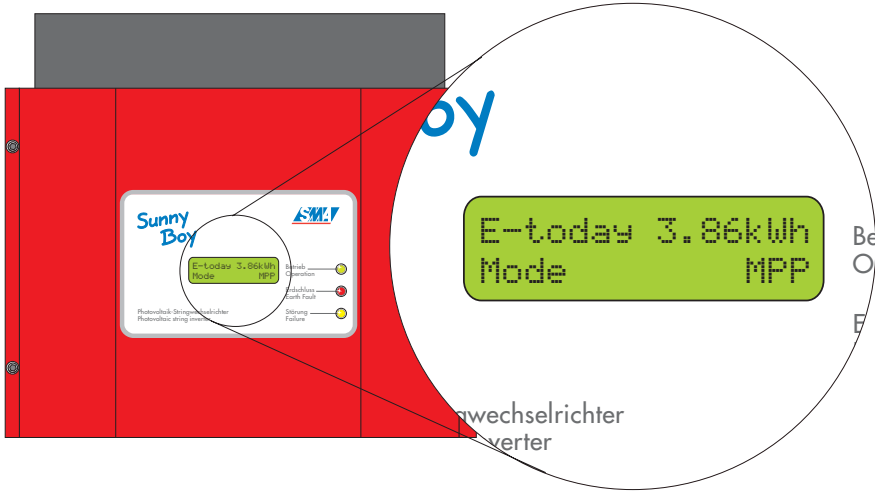 Sunny
Boy
SMA
E-today 3.86kWh
Mode MPP
Betrieb
Operation
Erdschluss
Earth Fault
Störung
Failure
Photovoltaik-Stringwechselrichter
Photovoltaic string inverter
oy
E-today 3.86kWh
Mode MPP
Be
O
E
gwechselrichter
verter